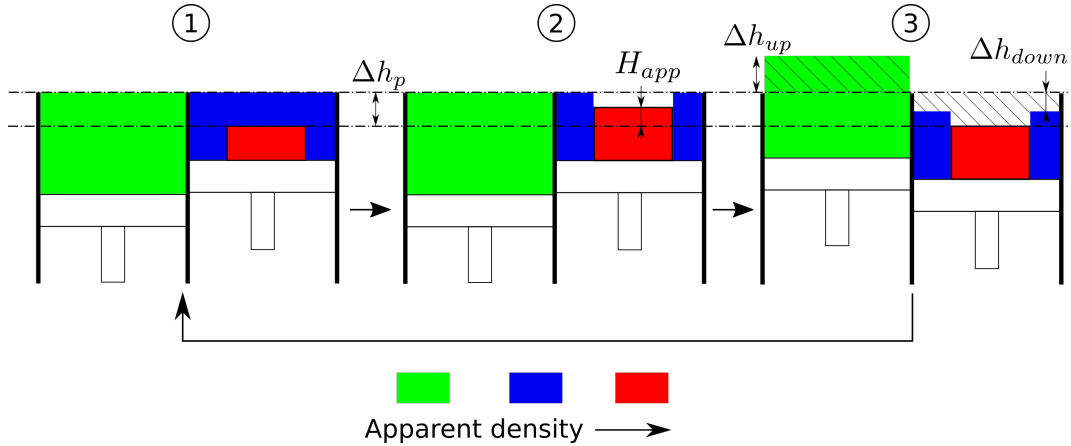 1
2
3
Δh_p
H_app
Δh_up
Δh_down
Apparent density